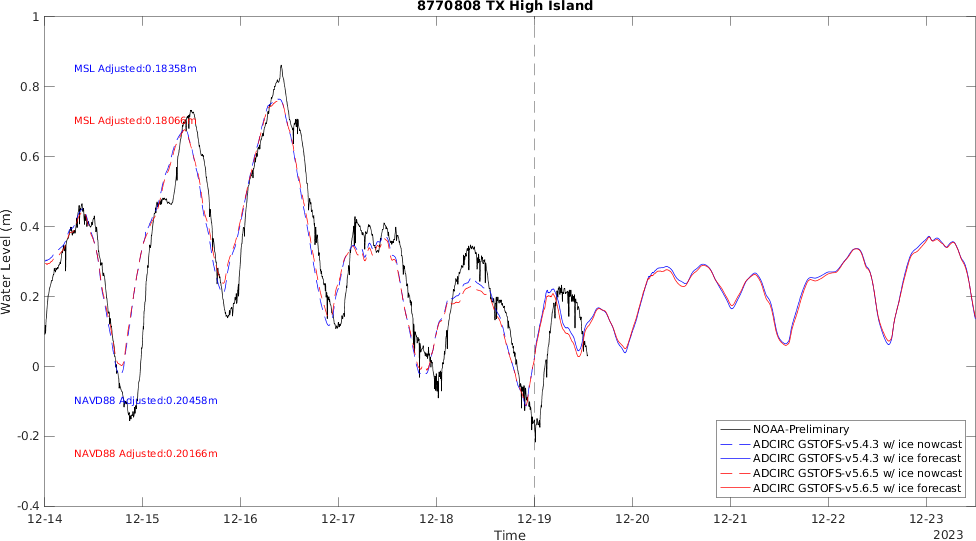 8770808 TX High Island
1
0.8
0.6
0.4
0.2
0
-0.2
-0.4
Water Level (m)
MSL Adjusted:0.18358m
MSL Adjusted:0.18066m
NAVD88 Adjusted:0.20458m
NAVD88 Adjusted:0.20166m
NOAA-Preliminary
ADCIRC GSTOFS-v5.4.3 w/ ice nowcast
ADCIRC GSTOFS-v5.4.3 w/ ice forecast
ADCIRC GSTOFS-v5.6.5 w/ ice nowcast
ADCIRC GSTOFS-v5.6.5 w/ ice forecast
12-14 12-15 12-16 12-17 12-18 12-19 12-20 12-21 12-22 12-23
Time
2023